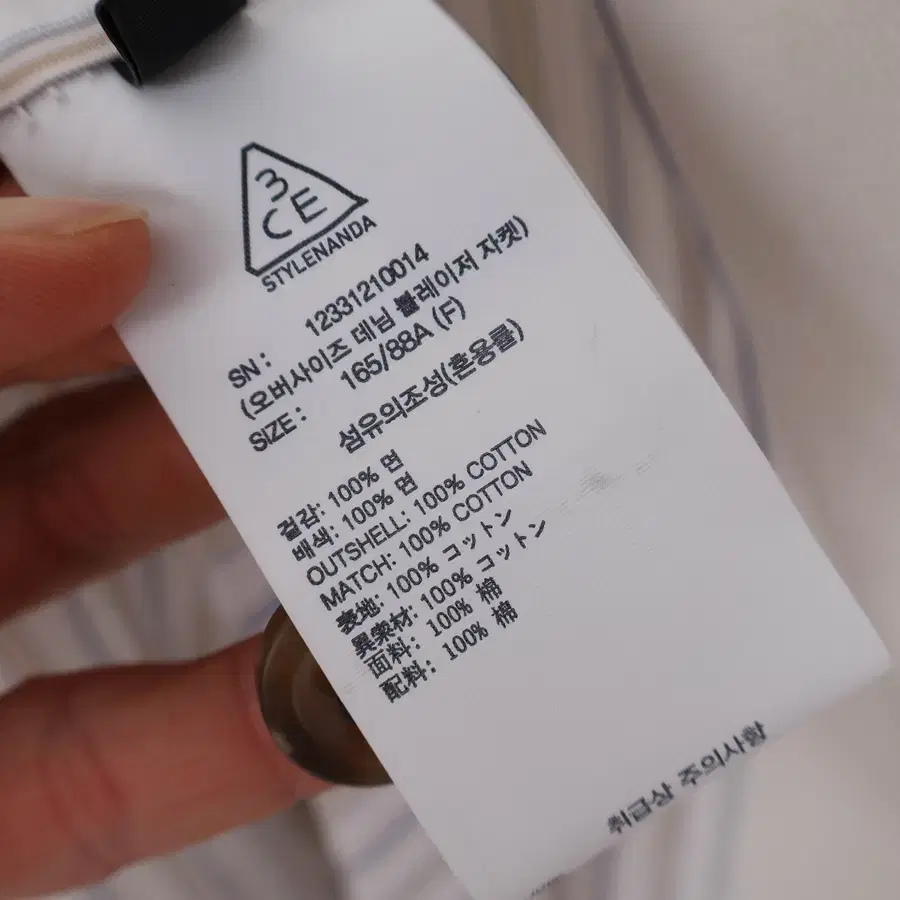 3
CE
STYLENANDA
SN: 12331210014
(오버사이즈 데님 블레이저 자켓)
SIZE: 165/88A (F)
섬유의조성(혼용률)
겉감: 100% 면
배색: 100% 면
OUTSHELL: 100% COTTON
MATCH: 100% COTTON
表地: 100% コットン
異素材: 100% コットン
面料: 100% 棉
配料: 100% 棉
취급상 주의사항